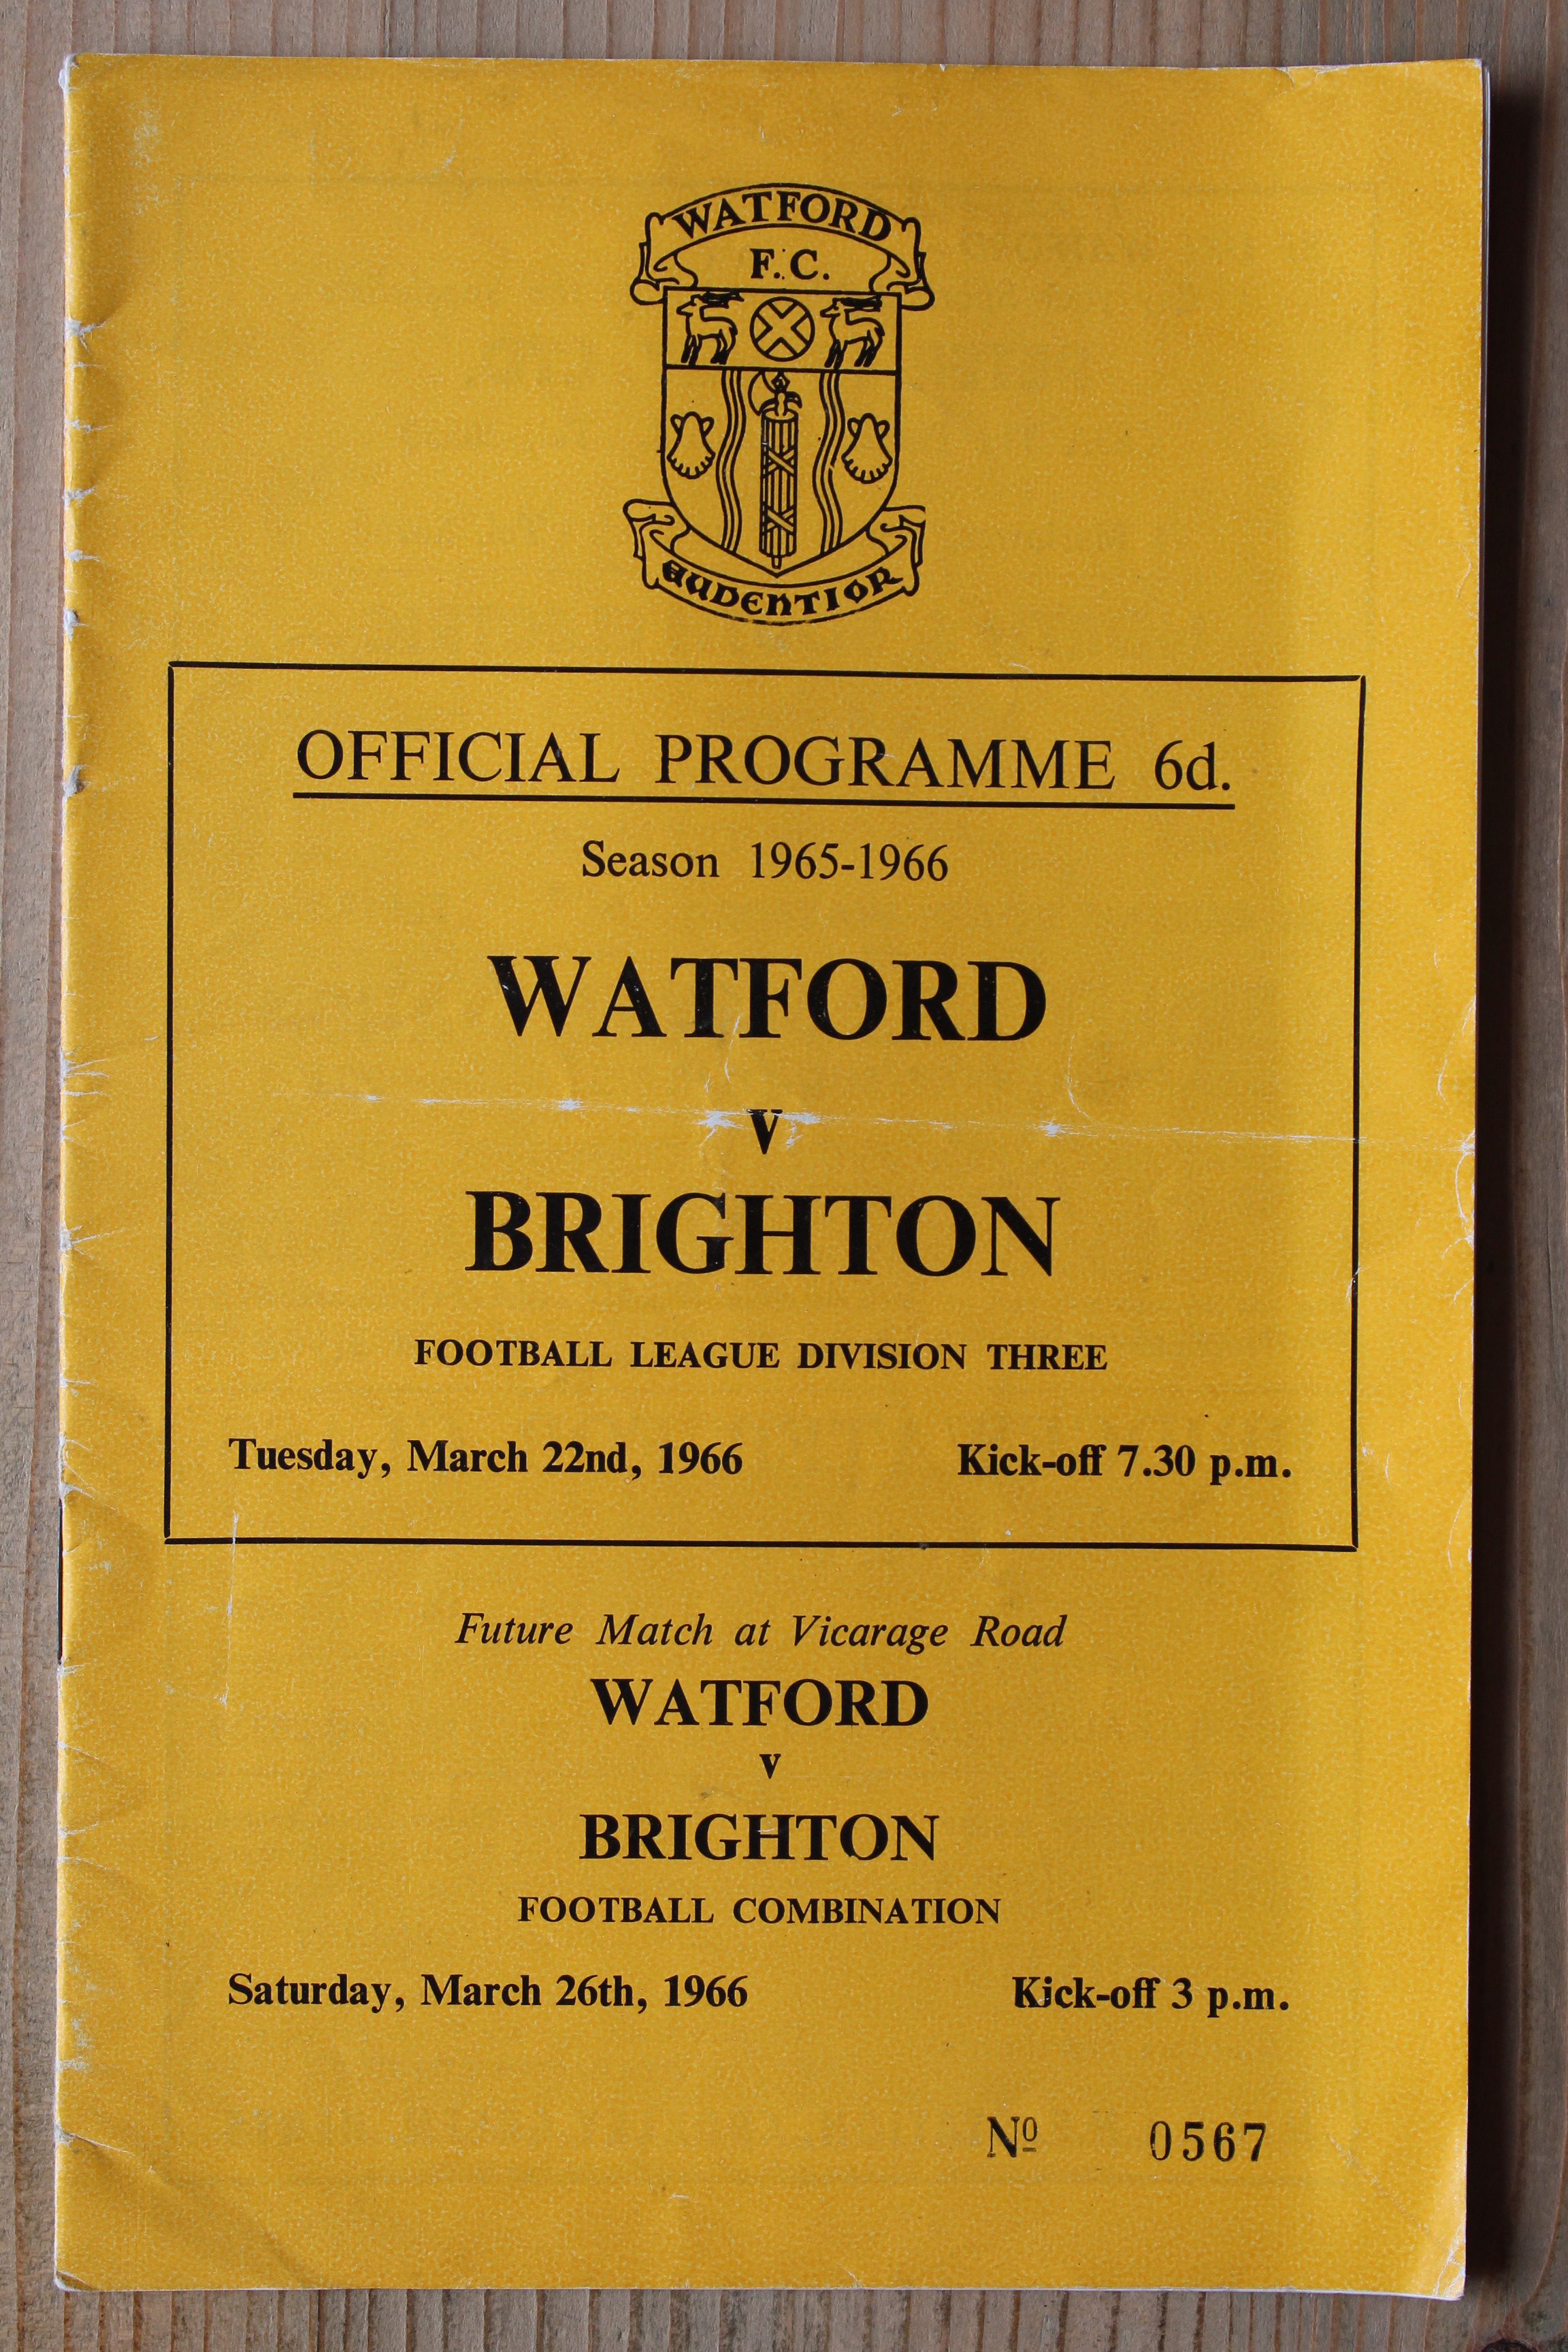 WATFORD
F.C.
AUDENTIOR
OFFICIAL PROGRAMME 6d.
Season 1965-1966
WATFORD
v
BRIGHTON
FOOTBALL LEAGUE DIVISION THREE
Tuesday, March 22nd, 1966 Kick-off 7.30 p.m.
Future Match at Vicarage Road
WATFORD
v
BRIGHTON
FOOTBALL COMBINATION
Saturday, March 26th, 1966 Kick-off 3 p.m.
Nº 0567